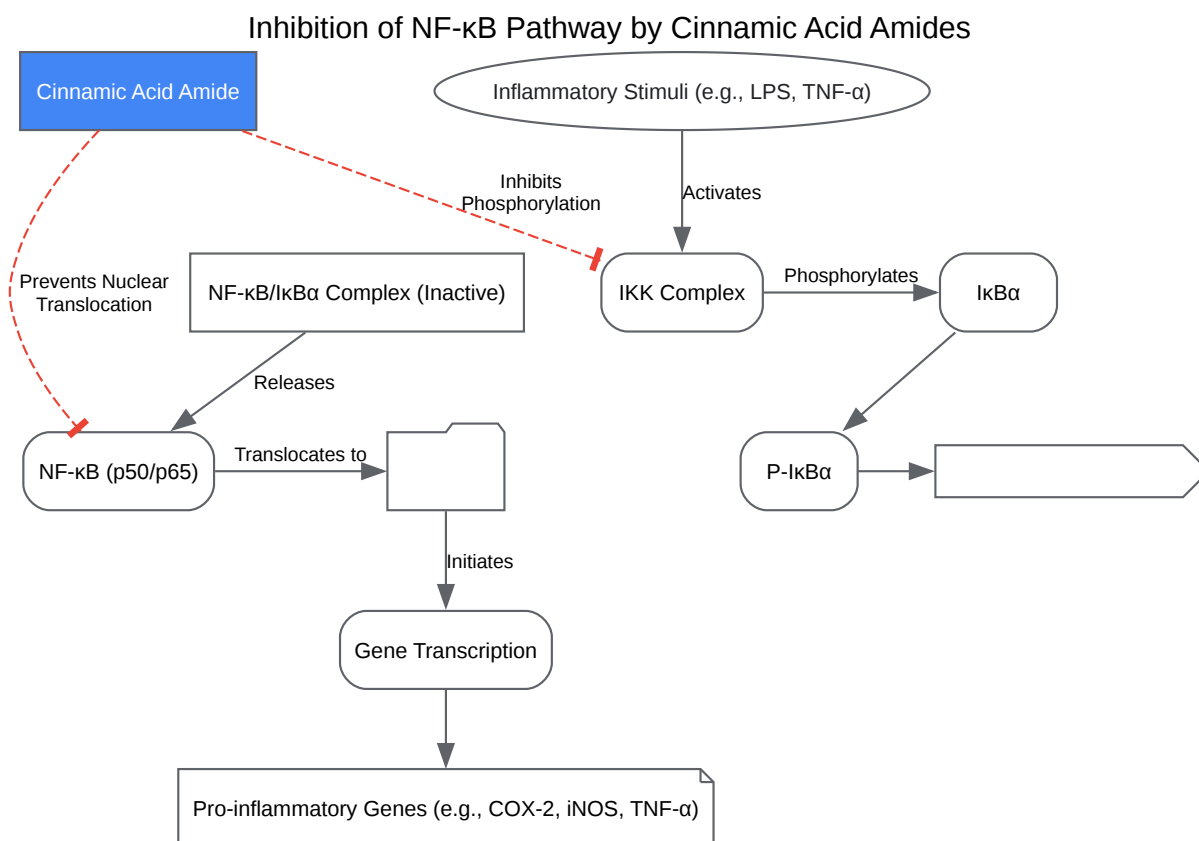 Inhibition of NF-κB Pathway by Cinnamic Acid Amides
Cinnamic Acid Amide
Inflammatory Stimuli (e.g., LPS, TNF-α)
Inhibits
Phosphorylation
Activates
Prevents Nuclear
Translocation
NF-κB/IκBα Complex (Inactive)
IKK Complex
Phosphorylates
IκBα
Releases
NF-κB (p50/p65)
Translocates to
P-IκBα
Initiates
Gene Transcription
Pro-inflammatory Genes (e.g., COX-2, iNOS, TNF-α)